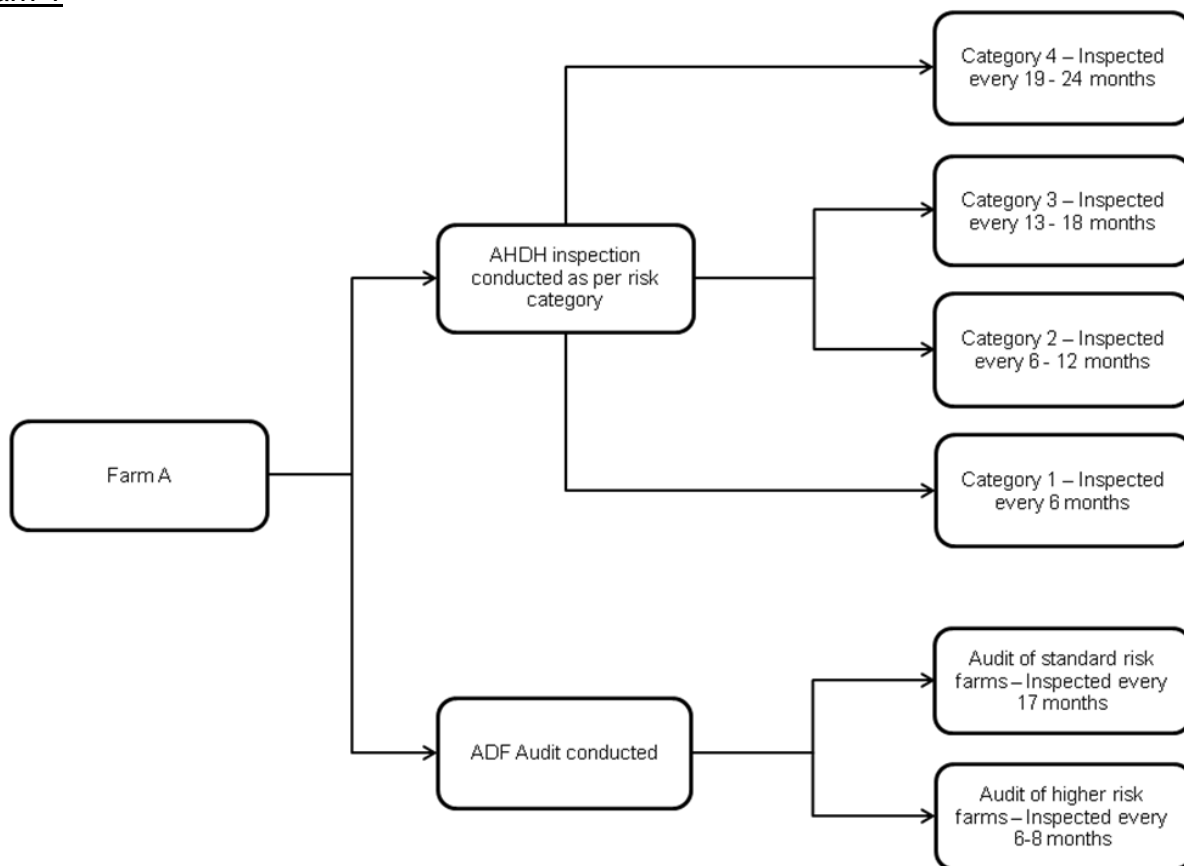 Category 4 – Inspected
every 19 - 24 months
Category 3 – Inspected
every 13 - 18 months
AHDH inspection
conducted as per risk
category
Category 2 – Inspected
every 6 - 12 months
Farm A
Category 1 – Inspected
every 6 months
Audit of standard risk
farms – Inspected every
17 months
ADF Audit conducted
Audit of higher risk
farms – Inspected every
6-8 months